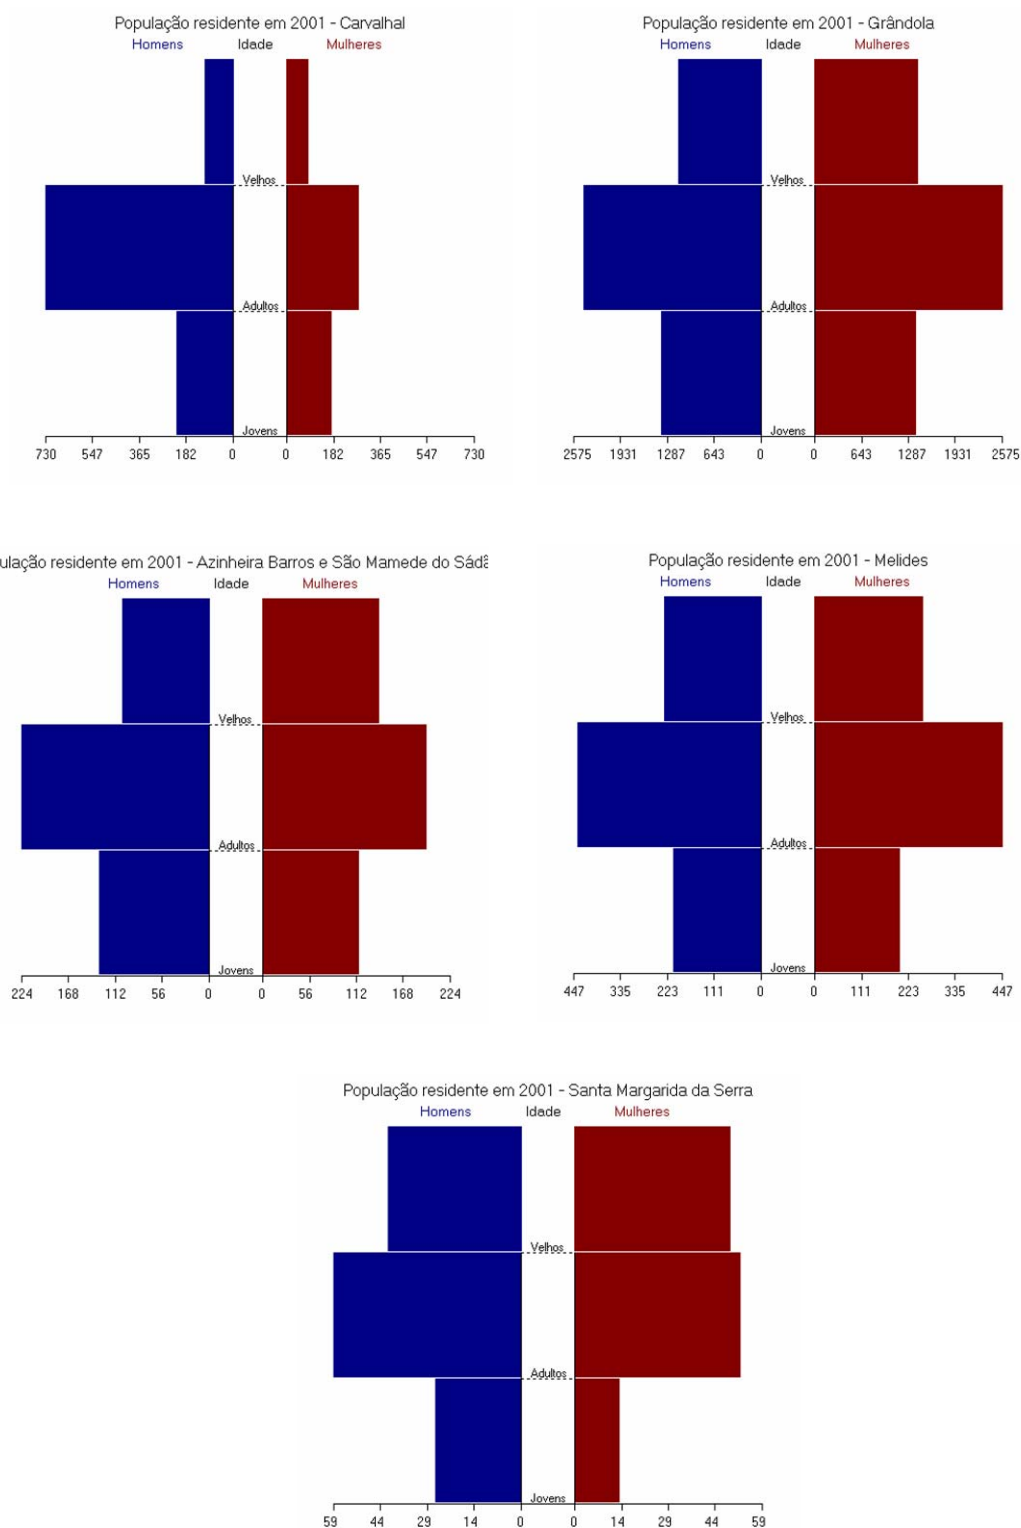 População residente em 2001 - Carvalhal
Homens Idade Mulheres
Velhos
Adultos
Jovens
730 547 365 182 0 0 182 365 547 730
População residente em 2001 - Grândola
Homens Idade Mulheres
Velhos
Adultos
Jovens
2575 1931 1287 643 0 0 643 1287 1931 2575
ulação residente em 2001 - Azinheira Barros e São Mamede do Sád
Homens Idade Mulheres
Velhos
Adultos
Jovens
224 168 112 56 0 0 56 112 168 224
População residente em 2001 - Melides
Homens Idade Mulheres
Velhos
Adultos
Jovens
447 335 223 111 0 0 111 223 335 447
População residente em 2001 - Santa Margarida da Serra
Homens Idade Mulheres
Velhos
Adultos
Jovens
59 44 29 14 0 0 14 29 44 59